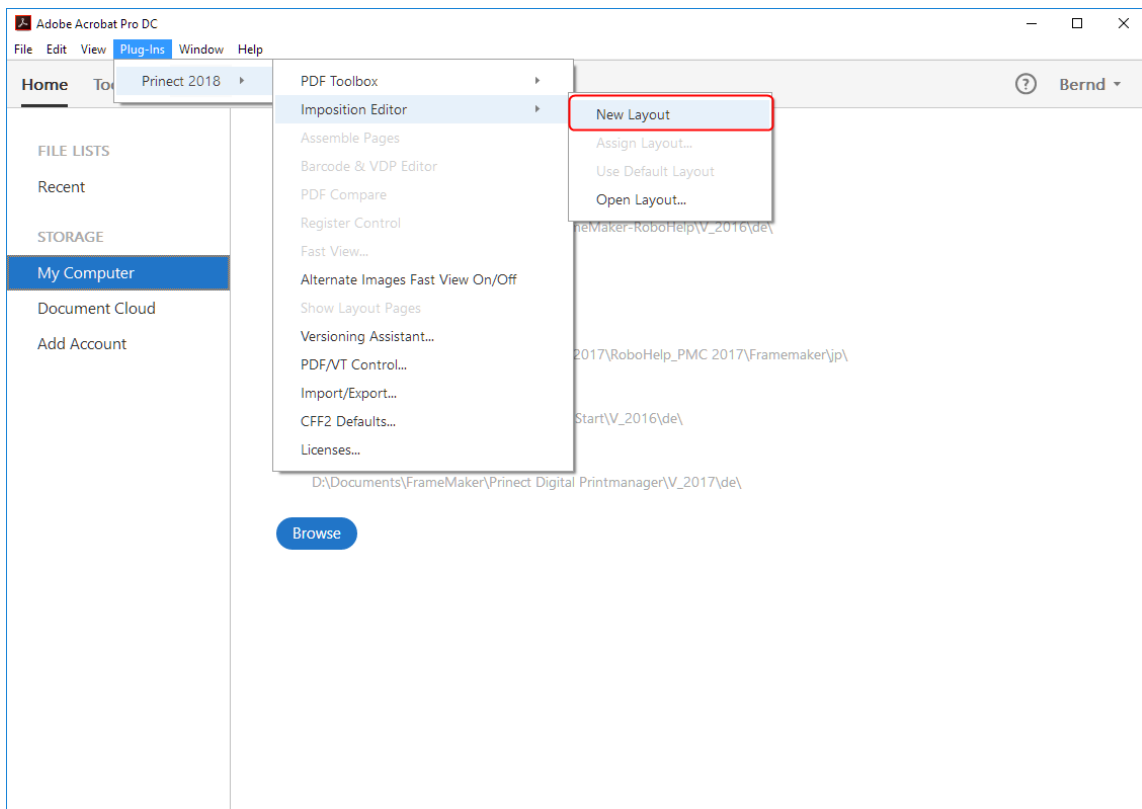 Adobe Acrobat Pro DC
File Edit View Plug-Ins Window Help
Home To Prinect 2018 Bernd
PDF Toolbox
Imposition Editor
Assemble Pages
Barcode & VDP Editor
PDF Compare
Register Control
Fast View...
Alternate Images Fast View On/Off
Show Layout Pages
Versioning Assistant...
PDF/VT Control...
Import/Export...
CFF2 Defaults...
Licenses...
New Layout
Assign Layout...
Use Default Layout
Open Layout...
FILE LISTS
Recent
STORAGE
My Computer
Document Cloud
Add Account
neMaker-RoboHelp\V_2016\de\
2017\RoboHelp_PMC 2017\Framemaker\jp\
Start\V_2016\de\
D:\Documents\FrameMaker\Prinect Digital Printmanager\V_2017\de\
Browse